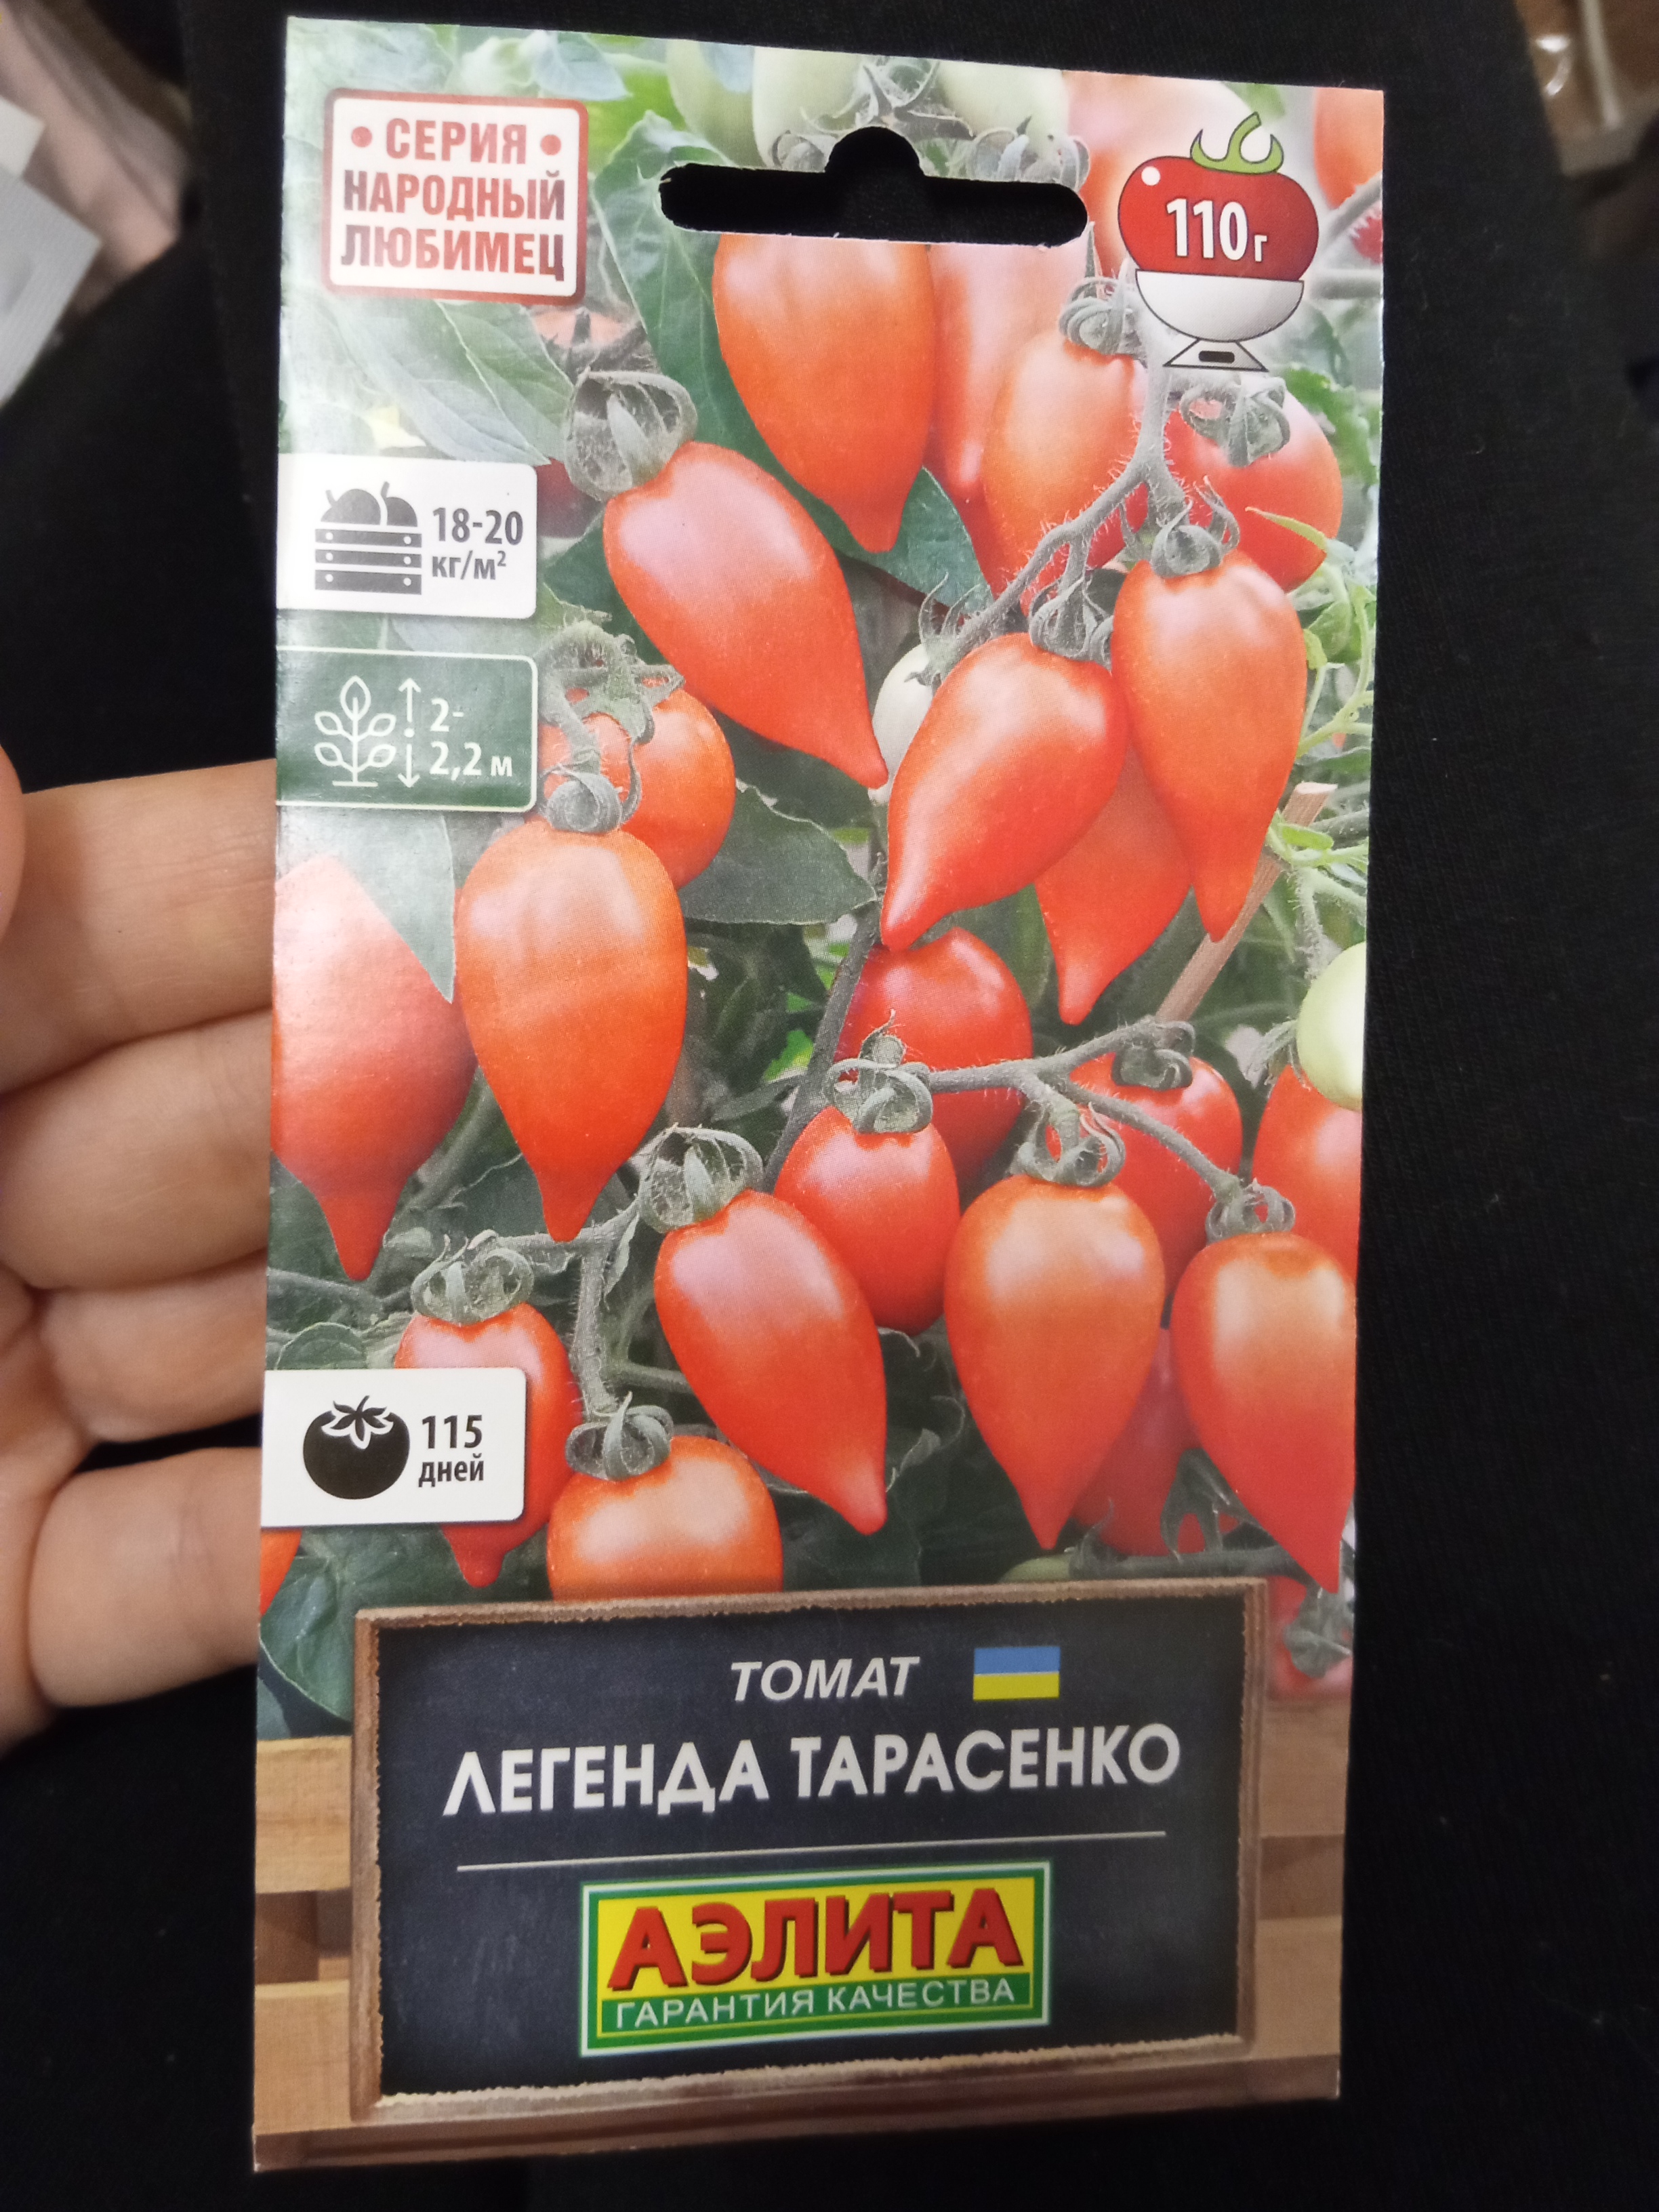 • СЕРИЯ •
НАРОДНЫЙ
ЛЮБИМЕЦ
110г
18-20
кг/м²
2-
2,2 м
115
дней
ТОМАТ
ЛЕГЕНДА ТАРАСЕНКО
АЭЛИТА
ГАРАНТИЯ КАЧЕСТВА